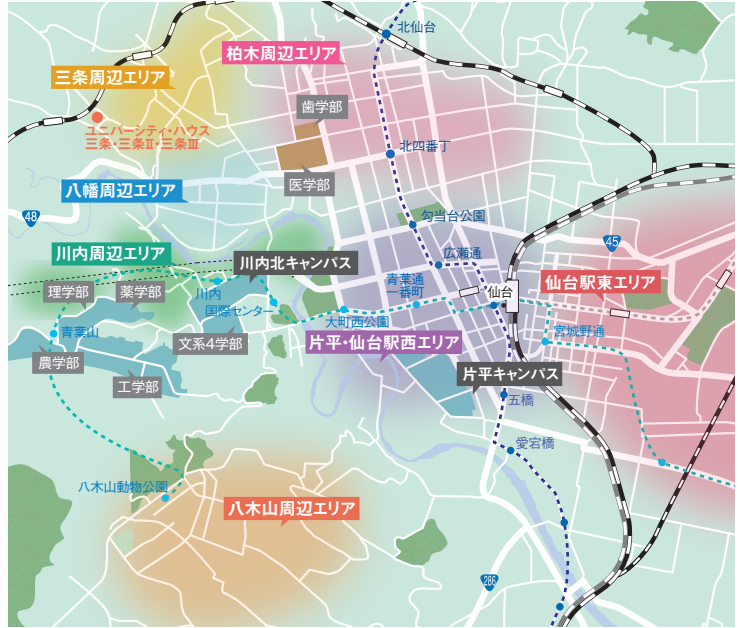 北仙台
柏木周辺エリア
三条周辺エリア
歯学部
ユニバーシティ・ハウス
三条・三条Ⅱ・三条Ⅲ
北四番丁
医学部
八幡周辺エリア
48
勾当台公園
45
川内周辺エリア
川内北キャンパス
広瀬通
理学部
薬学部
川内
国際センター
青葉通
一番町
仙台
仙台駅東エリア
青葉山
大町西公園
宮城野通
文系4学部
片平・仙台駅西エリア
農学部
工学部
片平キャンパス
五橋
愛宕橋
八木山動物公園
八木山周辺エリア
286